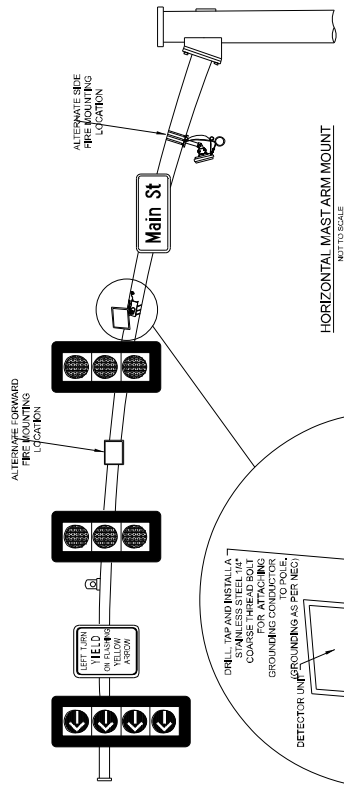 ALTERNATE SIDE
FIRE MOUNTING
LOCATION
Main St
HORIZONTAL MAST ARM MOUNT
NOT TO SCALE
ALTERNATE FORWARD
FIRE MOUNTING
LOCATION
LEFT TURN
YIELD
ON FLASHING
YELLOW
ARROW
DRILL, TAP AND INSTALL A
STAINLESS STEEL 1/4"
COARSE THREAD BOLT
FOR ATTACHING
GROUNDING CONDUCTOR
TO POLE.
(GROUNDING AS PER NEC)
DETECTOR UNIT